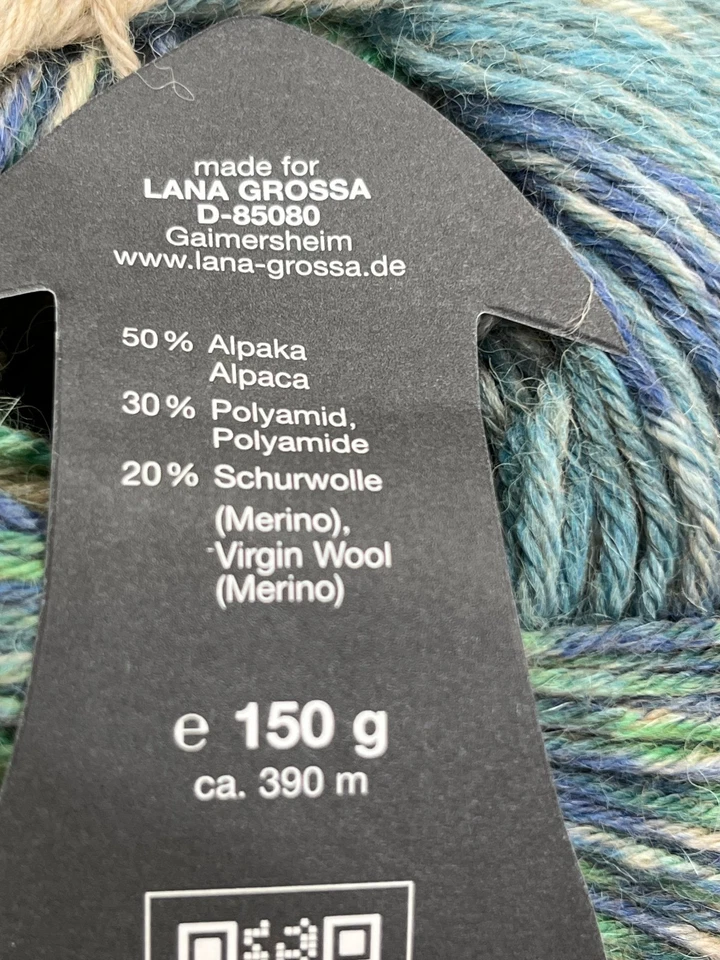 made for
LANA GROSSA
D-85080
Gaimersheim
www.lana-grossa.de
50% Alpaka
Alpaca
30% Polyamid,
Polyamide
20% Schurwolle
(Merino),
Virgin Wool
(Merino)
e 150 g
ca. 390 m